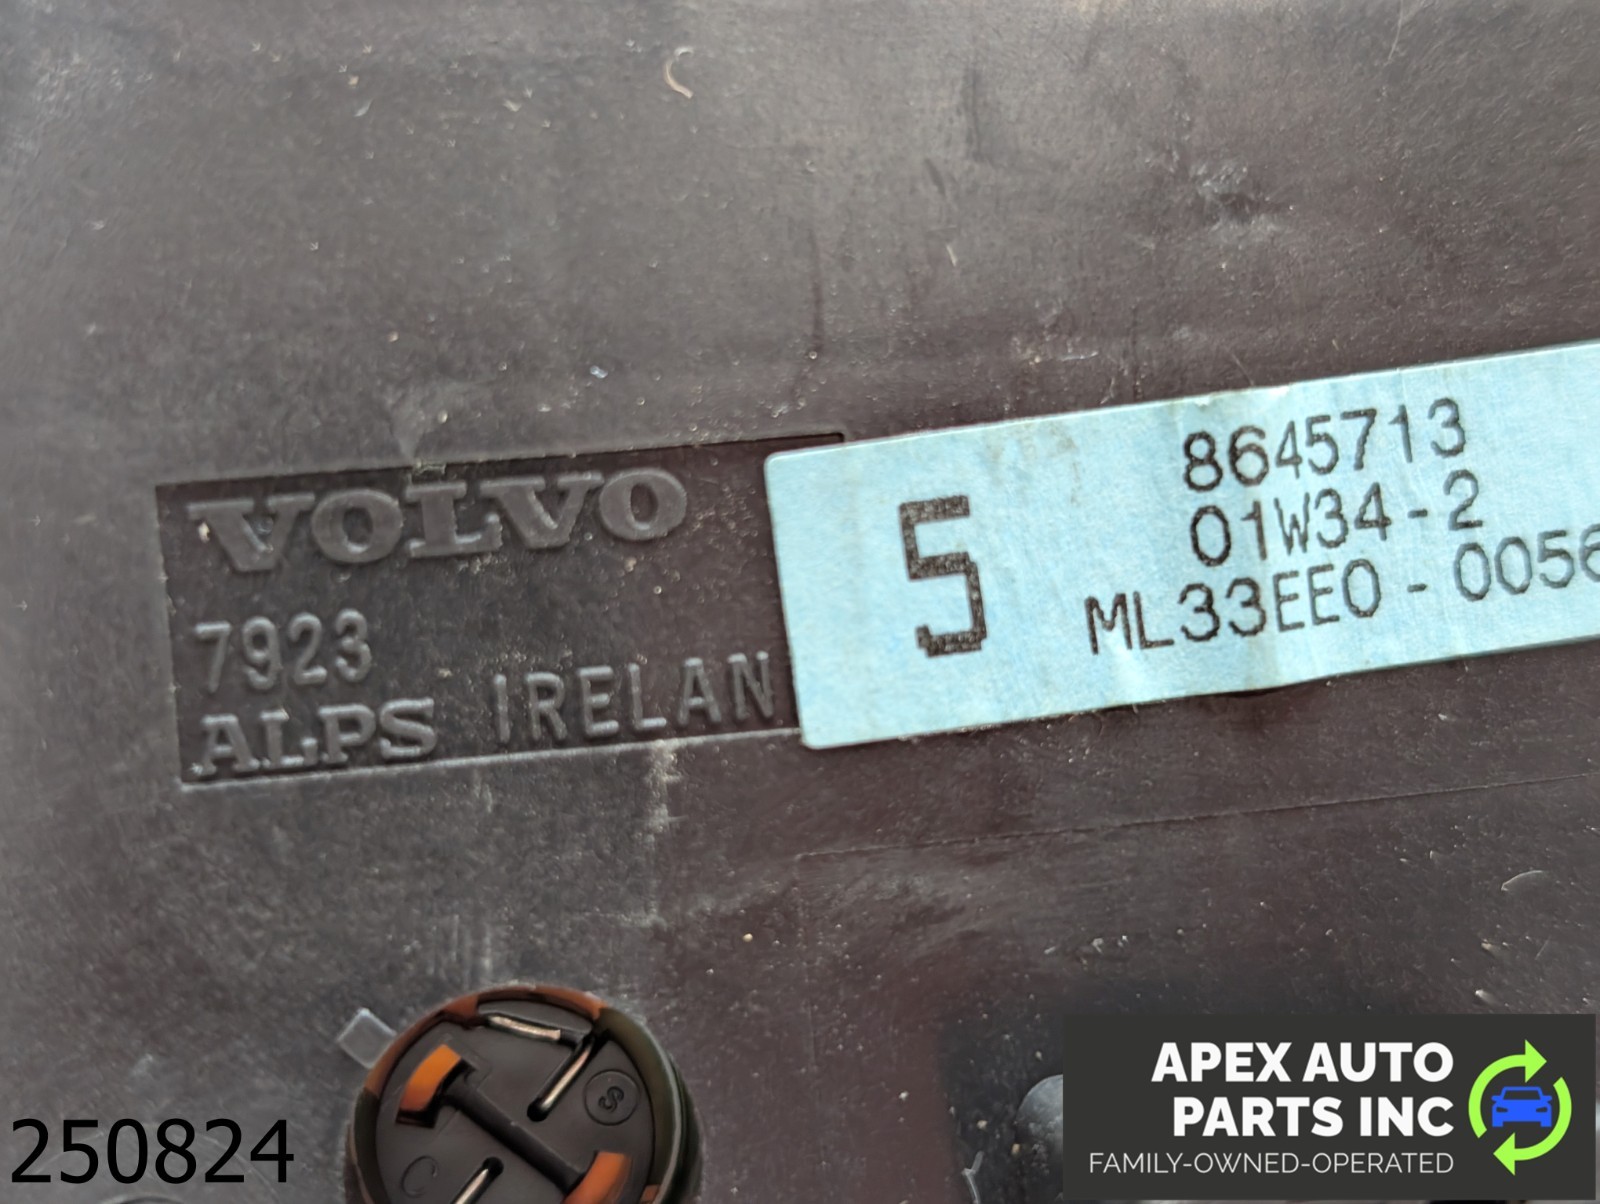 VOLVO
7923
ALPS IRELAN
5
8645713
01W34-2
ML33EE0-0056
S
C
250824
APEX AUTO
PARTS INC
FAMILY-OWNED-OPERATED